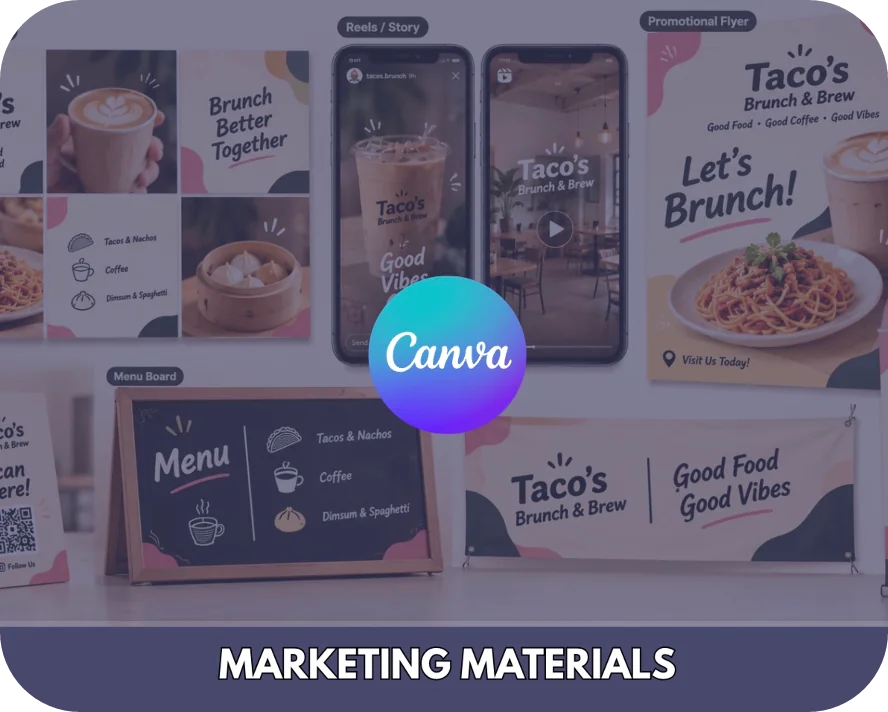 Reels / Story
Promotional Flyer
Brunch
Better
Together
Tacos & Nachos
Coffee
Dimsum & Spaghetti
tacos.brunch 9h
Taco's
Brunch & Brew
Good
Vibes
Send
Taco's
Brunch & Brew
Taco's
Brunch & Brew
Good Food • Good Coffee • Good Vibes
Let's
Brunch!
Visit Us Today!
Canva
Menu Board
Menu
Tacos & Nachos
Coffee
Dimsum & Spaghetti
Follow Us
Taco's
Brunch & Brew
Good Food
Good Vibes
MARKETING MATERIALS